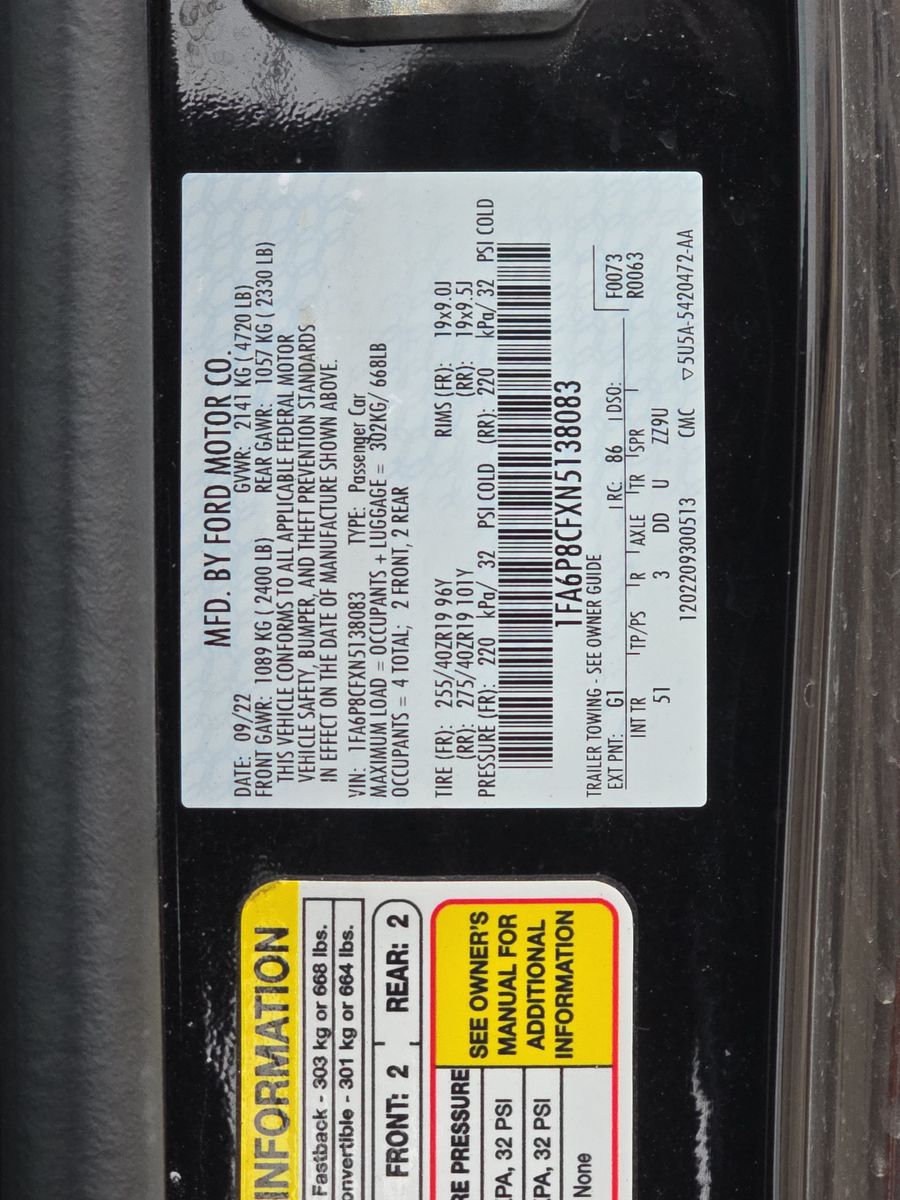 MFD. BY FORD MOTOR CO.
DATE: 09/22 GVWR: 2141 KG ( 4720 LB)
FRONT GAWR: 1089 KG ( 2400 LB) REAR GAWR: 1057 KG ( 2330 LB)
THIS VEHICLE CONFORMS TO ALL APPLICABLE FEDERAL MOTOR
VEHICLE SAFETY, BUMPER, AND THEFT PREVENTION STANDARDS
IN EFFECT ON THE DATE OF MANUFACTURE SHOWN ABOVE.
VIN: 1FA6P8CFXN5138083 TYPE: Passenger Car
MAXIMUM LOAD = OCCUPANTS + LUGGAGE = 302KG/ 668LB
OCCUPANTS = 4 TOTAL; 2 FRONT, 2 REAR
TIRE (FR): 255/40ZR19 96Y RIMS (FR): 19x9.0J
(RR): 275/40ZR19 101Y (RR): 19x9.5J
PRESSURE (FR): 220 kPa/ 32 PSI COLD (RR): 220 kPa/ 32 PSI COLD
1FA6P8CFXN5138083
TRAILER TOWING - SEE OWNER GUIDE
EXT PNT: G1 RC: 86 DSO: F0073
R0063
INT TR TP/PS R AXLE TR SPR
51 3 DD U ZZ9U
120220930051​3 CMC ▽5U5A-5420472-AA
INFORMATION
Fastback - 303 kg or 668 lbs.
onvertible - 301 kg or 664 lbs.
FRONT: 2 REAR: 2
RE PRESSURE
PA, 32 PSI
PA, 32 PSI
None
SEE OWNER'S
MANUAL FOR
ADDITIONAL
INFORMATION